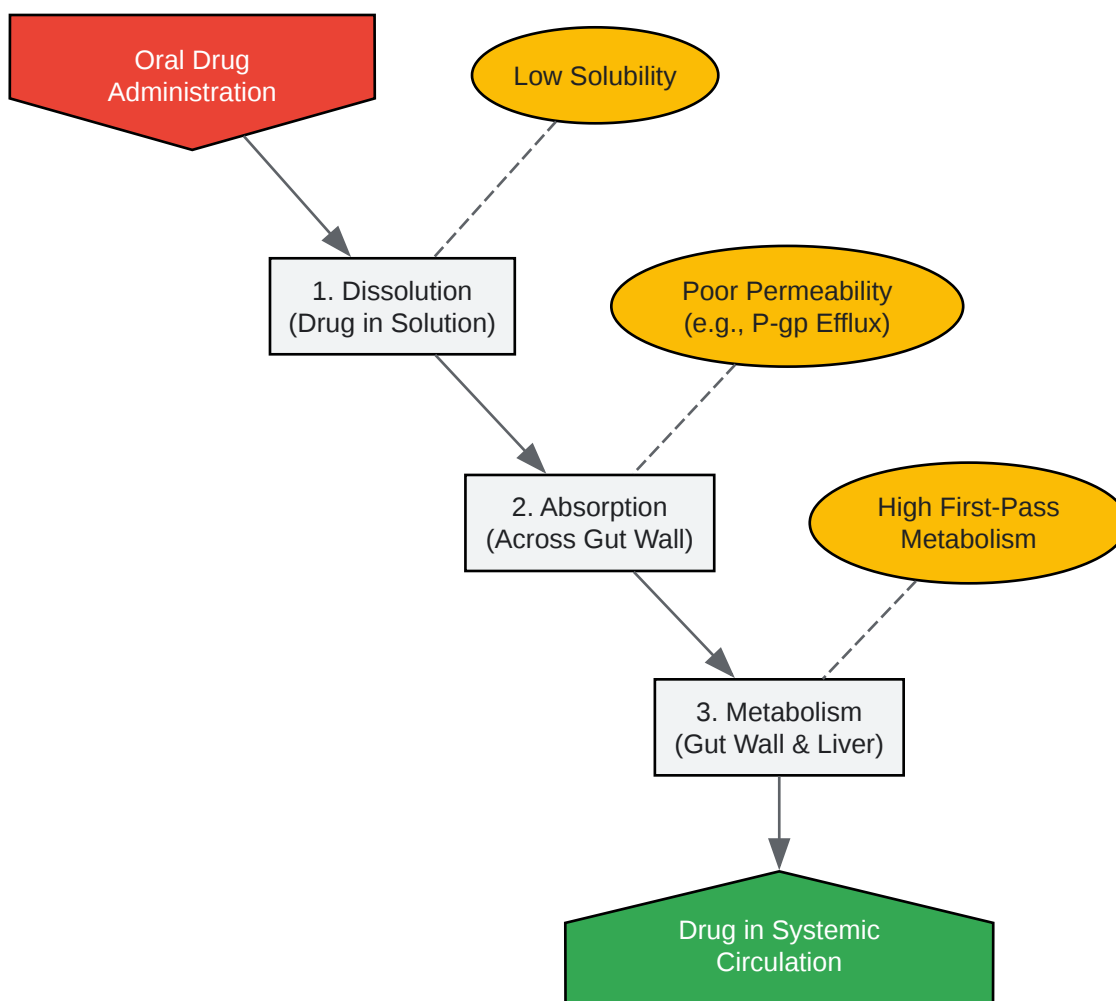 Oral Drug
Administration
Low Solubility
1. Dissolution
(Drug in Solution)
Poor Permeability
(e.g., P-gp Efflux)
2. Absorption
(Across Gut Wall)
High First-Pass
Metabolism
3. Metabolism
(Gut Wall & Liver)
Drug in Systemic
Circulation